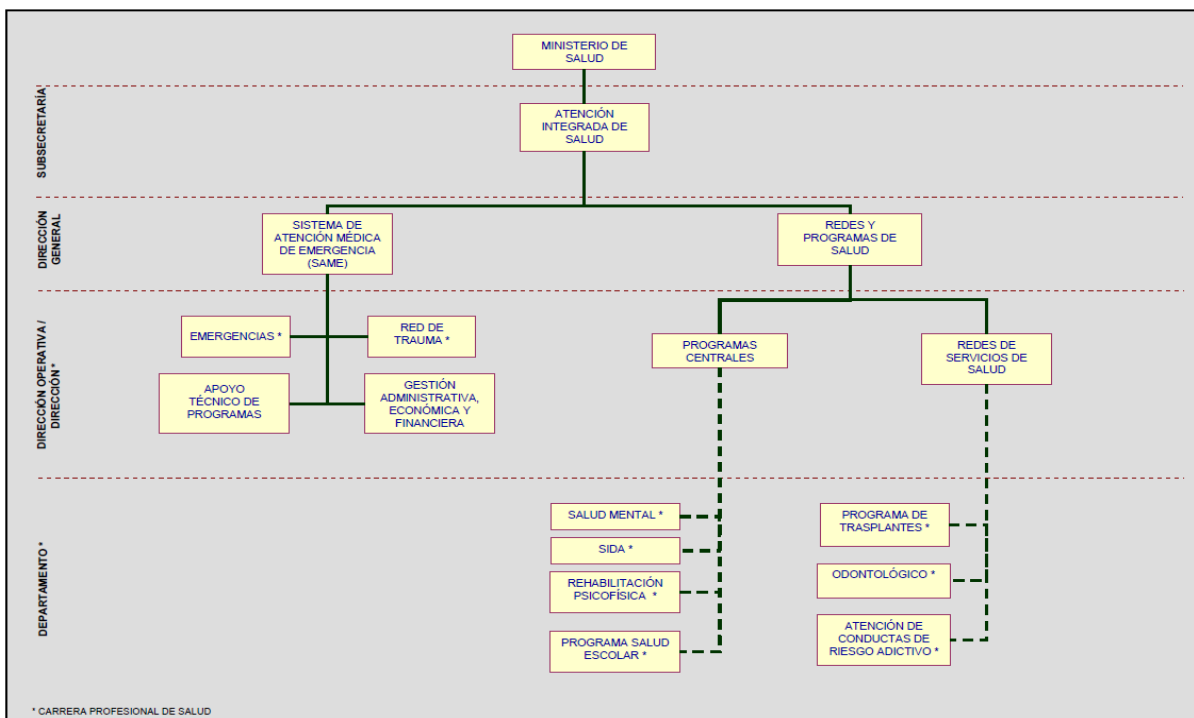 MINISTERIO DE
SALUD
SUBSECRETARÍA
ATENCIÓN
INTEGRADA DE
SALUD
DIRECCIÓN
GENERAL
SISTEMA DE
ATENCIÓN MÉDICA
DE EMERGENCIA
(SAME)
REDES Y
PROGRAMAS DE
SALUD
DIRECCIÓN OPERATIVA /
DIRECCIÓN *
EMERGENCIAS *
RED DE
TRAUMA *
APOYO
TÉCNICO DE
PROGRAMAS
GESTIÓN
ADMINISTRATIVA,
ECONÓMICA Y
FINANCIERA
PROGRAMAS
CENTRALES
REDES DE
SERVICIOS DE
SALUD
DEPARTAMENTO *
SALUD MENTAL *
SIDA *
REHABILITACIÓN
PSICOFÍSICA *
PROGRAMA SALUD
ESCOLAR *
PROGRAMA DE
TRASPLANTES *
ODONTOLÓGICO *
ATENCIÓN DE
CONDUCTAS DE
RIESGO ADICTIVO *
* CARRERA PROFESIONAL DE SALUD